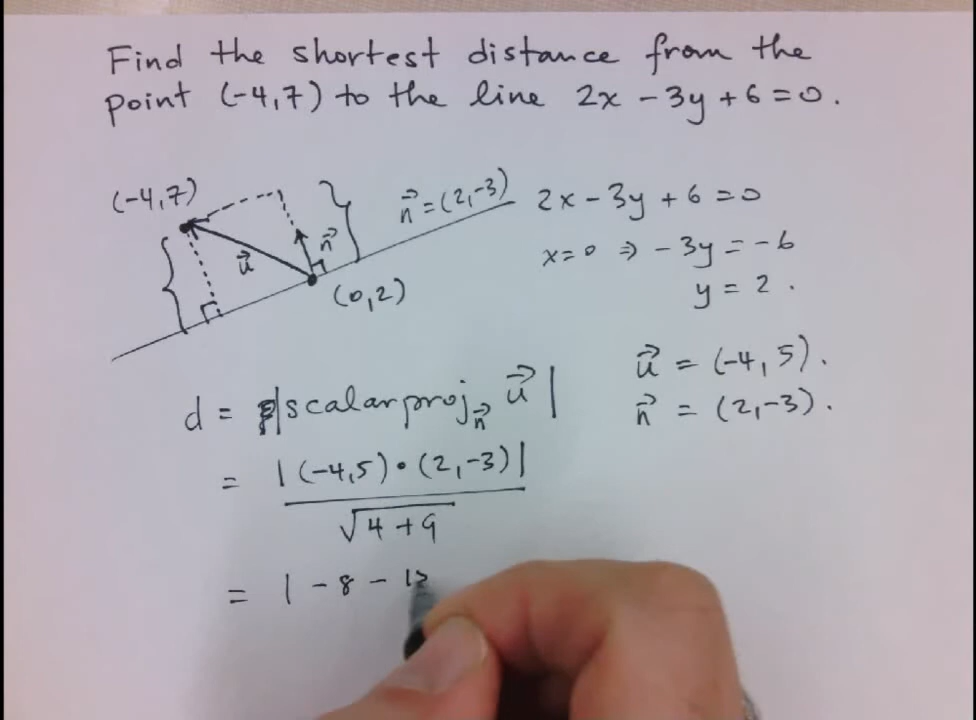 Find the shortest distance from the
point (-4,7) to the line 2x - 3y + 6 = 0.
(-4,7)
n⃗ = (2,-3)
u⃗
n⃗
(0,2)
2x - 3y + 6 = 0
x = 0 ⇒ - 3y = -6
y = 2 .
u⃗ = (-4, 5).
n⃗ = (2,-3).
d = |scalar proj n⃗ u⃗ |
= |(-4,5) • (2,-3)|
√4 + 9
= | - 8 - 1